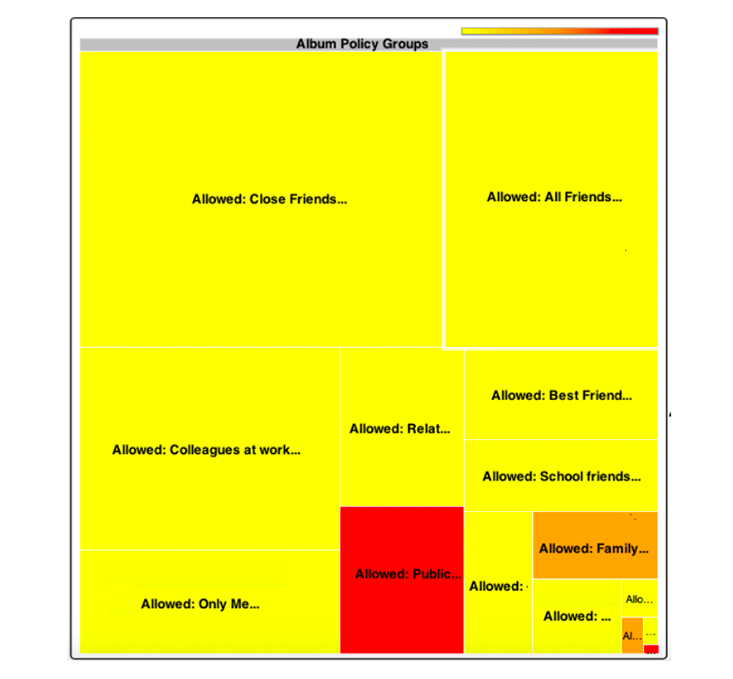 Album Policy Groups
Allowed: Close Friends...
Allowed: All Friends...
Allowed: Best Friend...
Allowed: Relat...
Allowed: Colleagues at work...
Allowed: School friends...
Allowed: Family...
Allowed: Public...
Allowed:
Allo...
Allowed: ...
Allowed: Only Me...
Al...
...
...